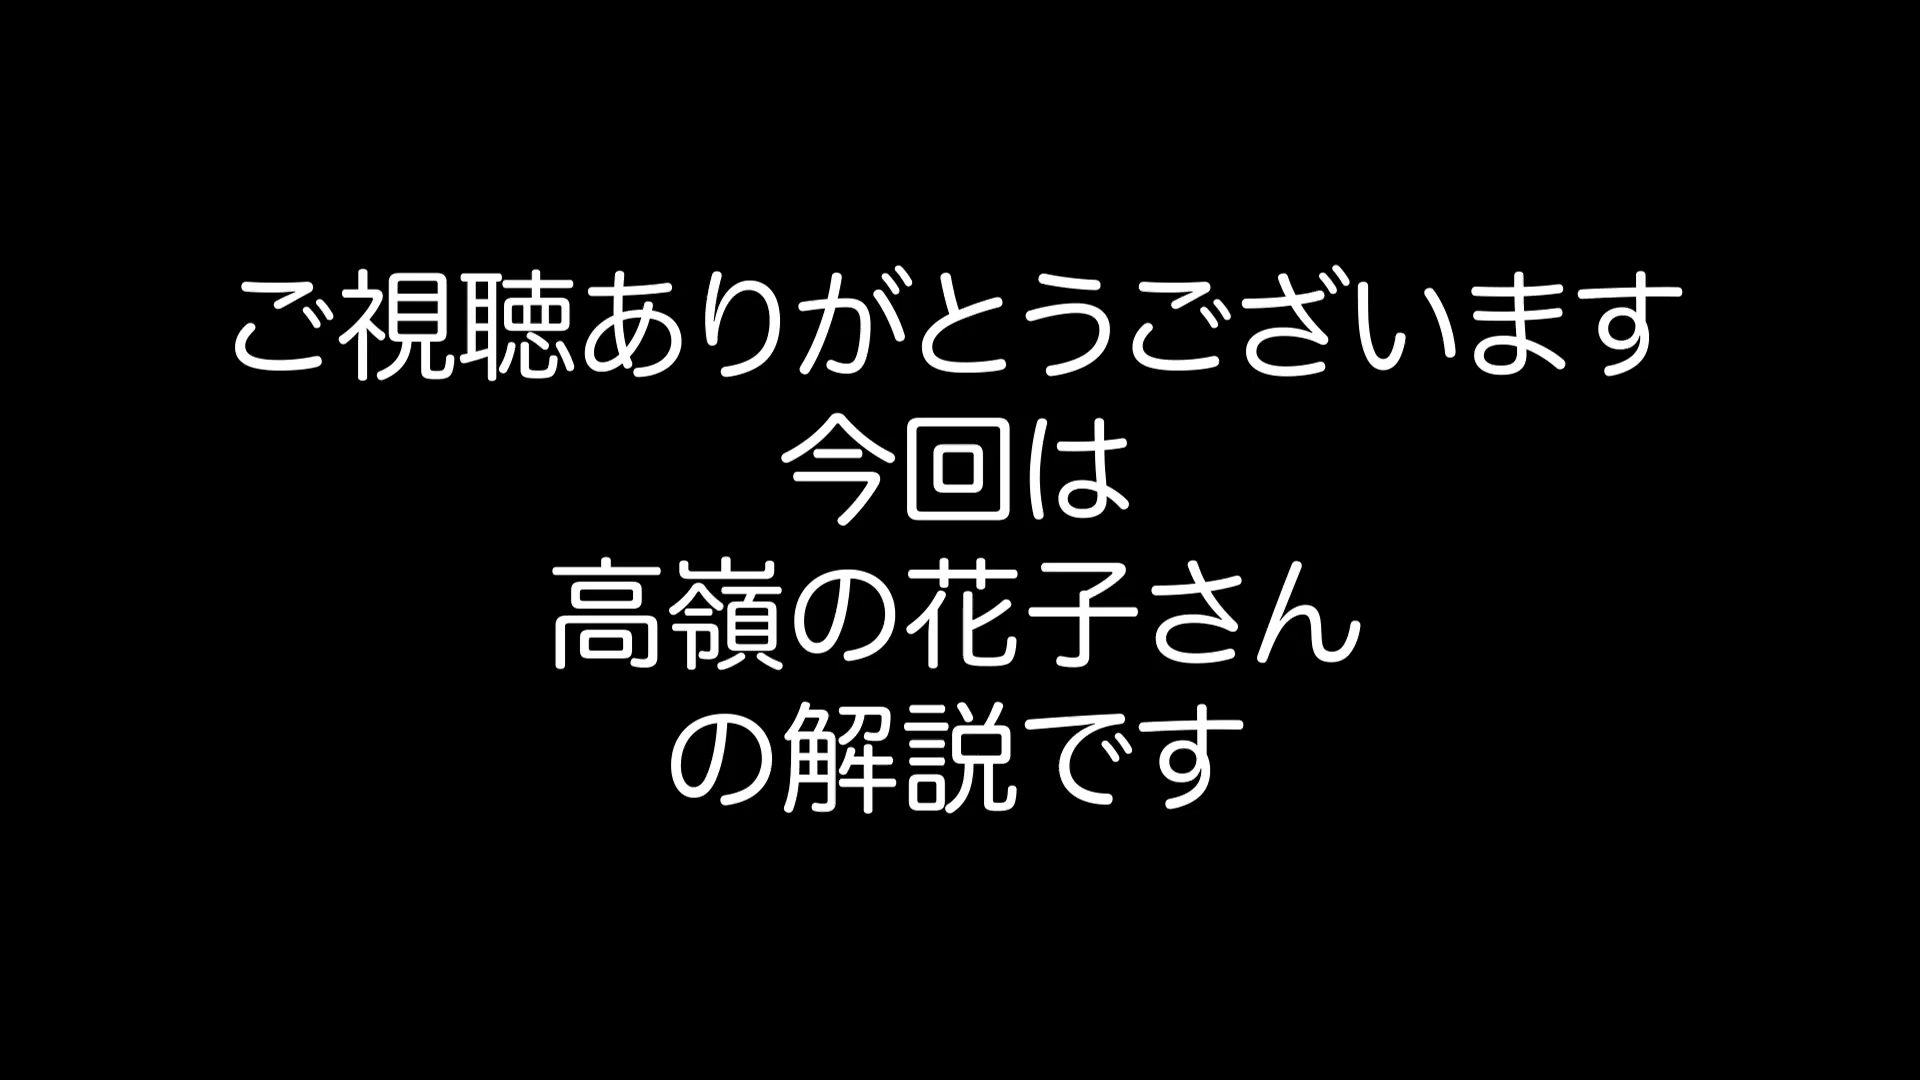 ご視聴ありがとうございます
今回は
高嶺の花子さん
の解説です